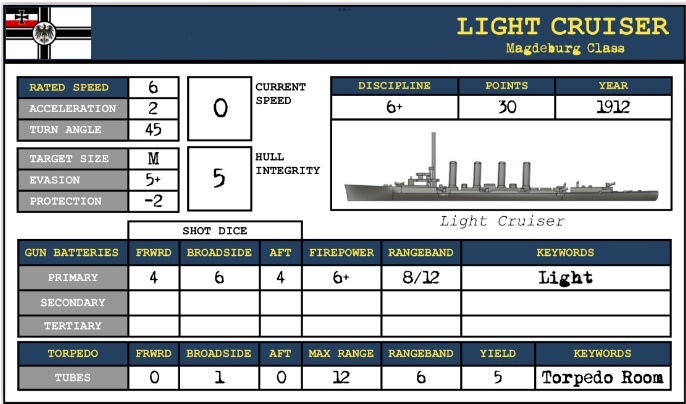 LIGHT CRUISER
Magdeburg Class
RATED SPEED 6
ACCELERATION 2
TURN ANGLE 45
0 CURRENT SPEED
TARGET SIZE M
EVASION 5+
PROTECTION -2
5 HULL INTEGRITY
DISCIPLINE POINTS YEAR
6+ 30 1912
Light Cruiser
SHOT DICE
GUN BATTERIES FRWRD BROADSIDE AFT FIREPOWER RANGEBAND KEYWORDS
PRIMARY 4 6 4 6+ 8/12 Light
SECONDARY
TERTIARY
TORPEDO FRWRD BROADSIDE AFT MAX RANGE RANGEBAND YIELD KEYWORDS
TUBES 0 1 0 12 6 5 Torpedo Room